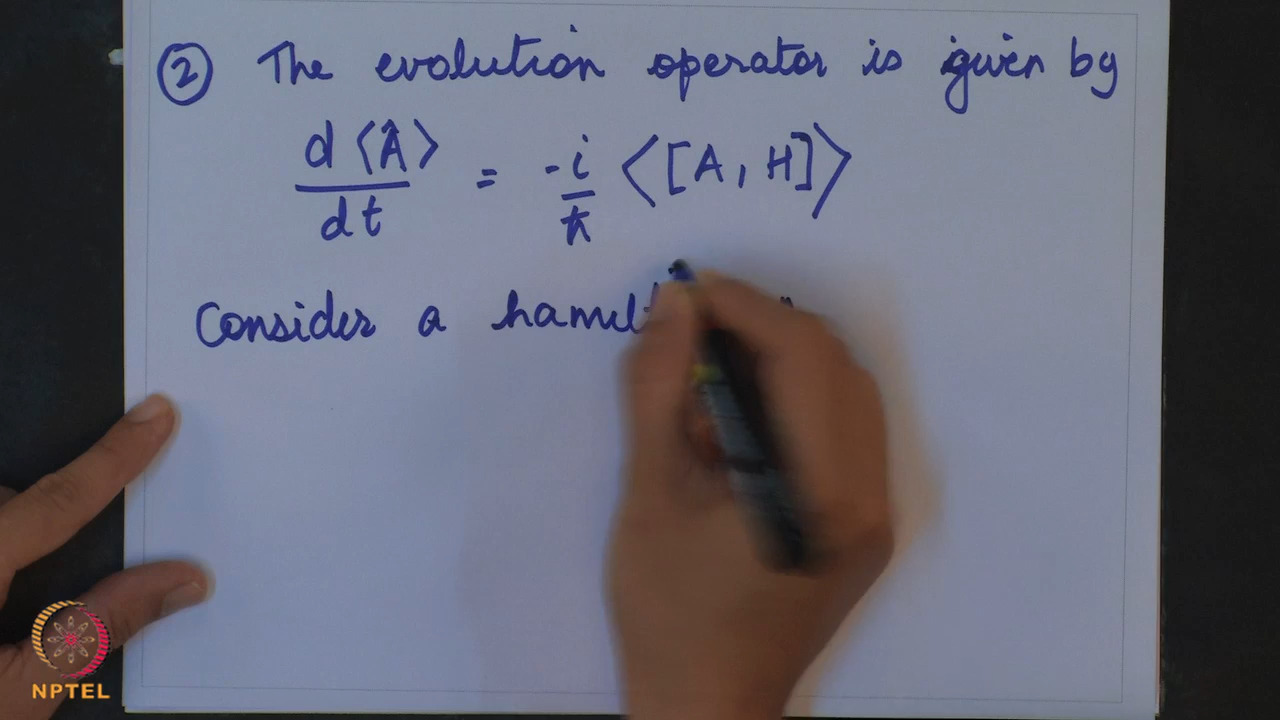 ② The evolution operator is given by
d⟨Â⟩/dt = -i/ħ ⟨[A, H]⟩
Consider a
NPTEL